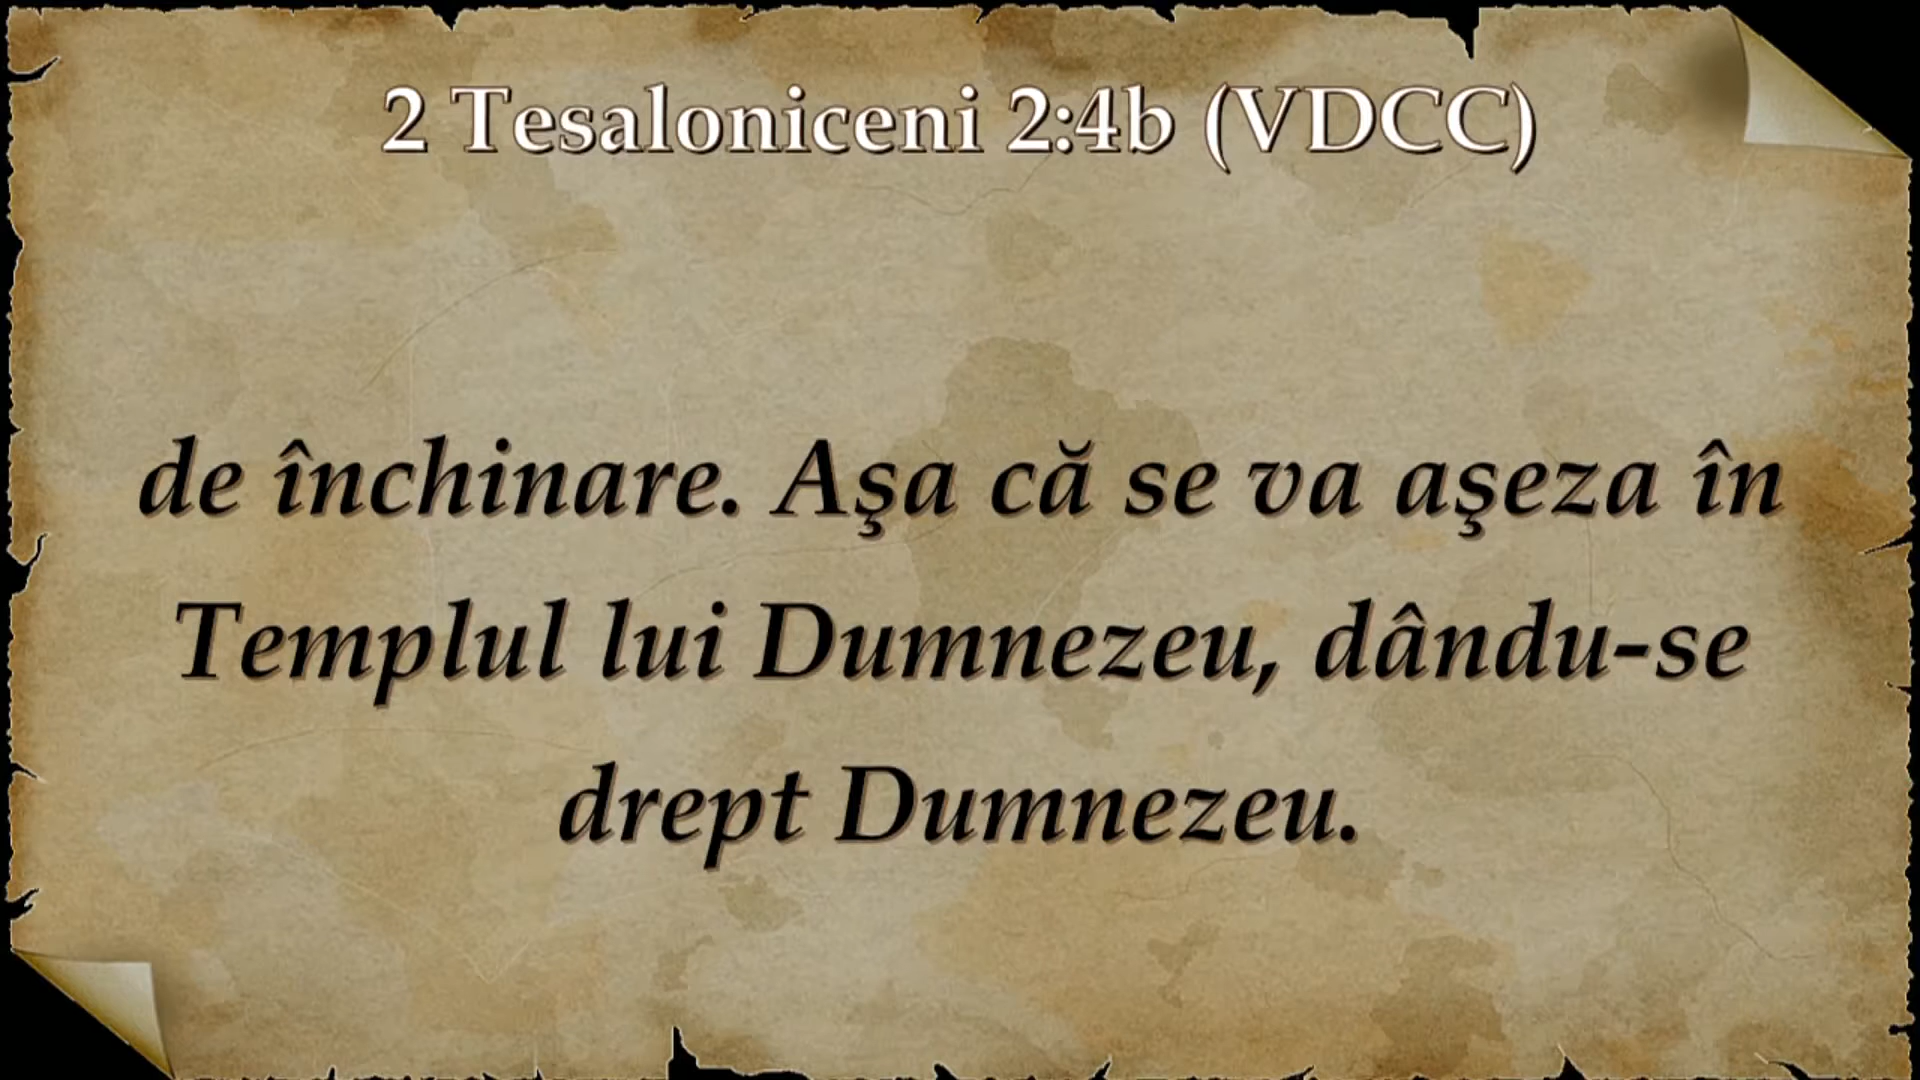 2 Tesaloniceni 2:4b (VDCC)
de închinare. Aşa că se va aşeza în
Templul lui Dumnezeu, dându-se
drept Dumnezeu.